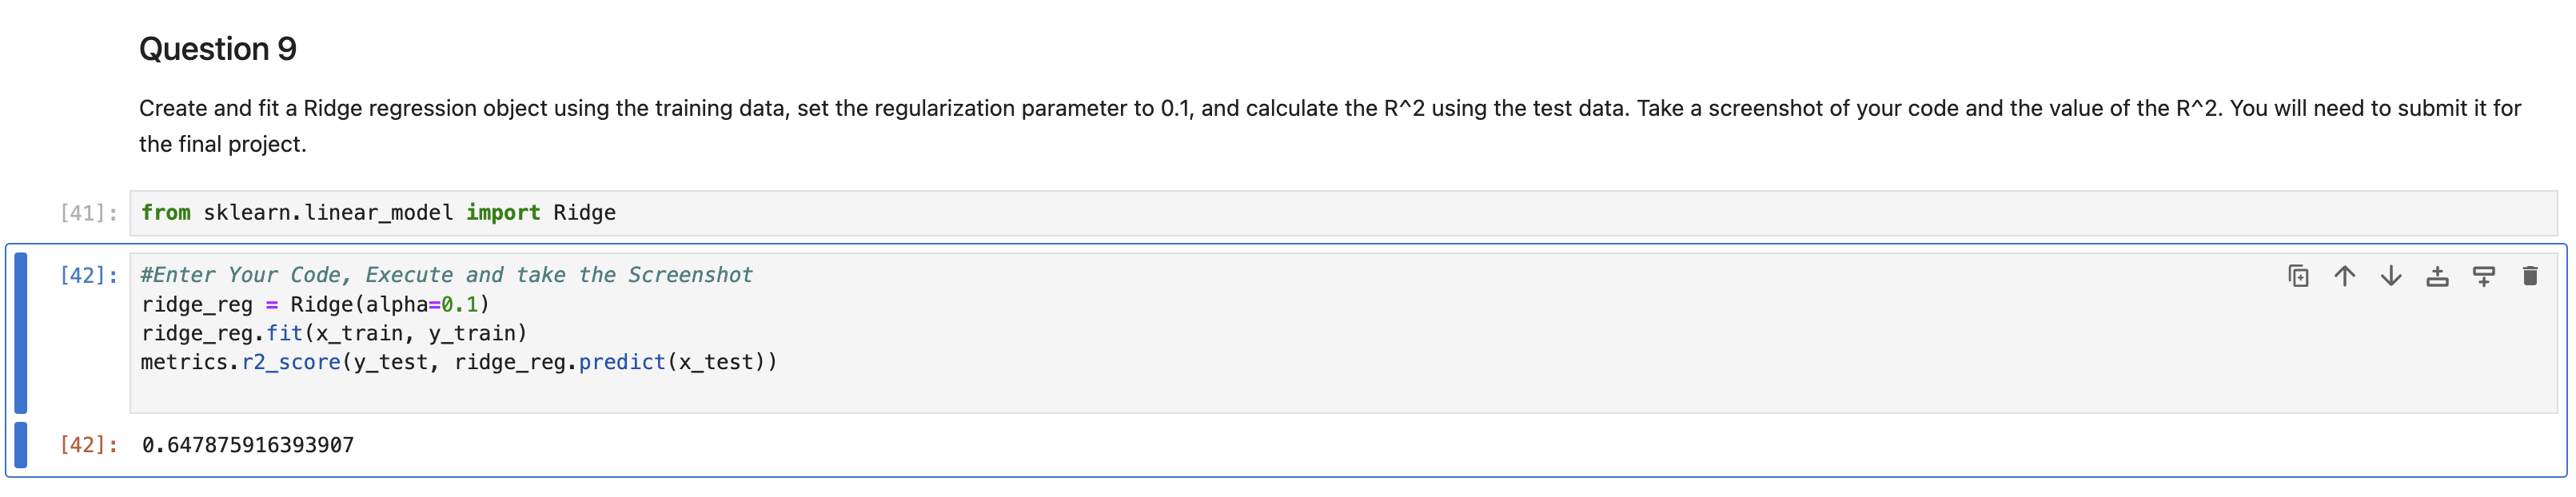 Question 9
Create and fit a Ridge regression object using the training data, set the regularization parameter to 0.1, and calculate the R^2 using the test data. Take a screenshot of your code and the value of the R^2. You will need to submit it for
the final project.
[41]: from sklearn.linear_model import Ridge
[42]: #Enter Your Code, Execute and take the Screenshot
ridge_reg = Ridge(alpha=0.1)
ridge_reg.fit(x_train, y_train)
metrics.r2_score(y_test, ridge_reg.predict(x_test))
[42]: 0.647875916393907